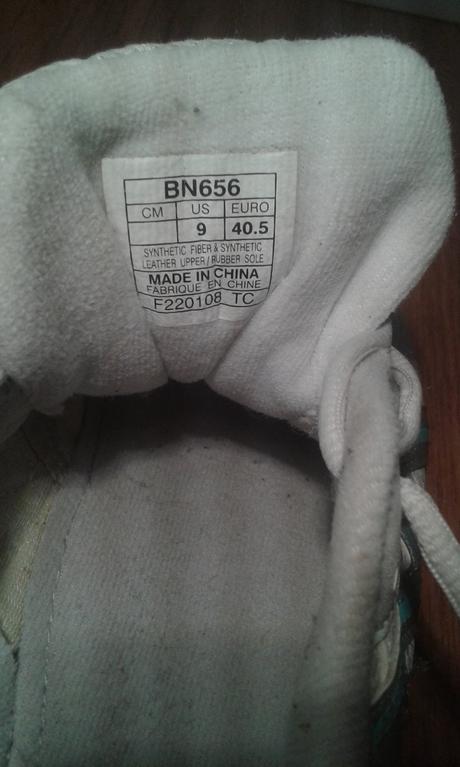 BN656
CM US EURO
9 40.5
SYNTHETIC FIBER & SYNTHETIC
LEATHER UPPER / RUBBER SOLE
MADE IN CHINA
FABRIQUE EN CHINE
F220108 TC